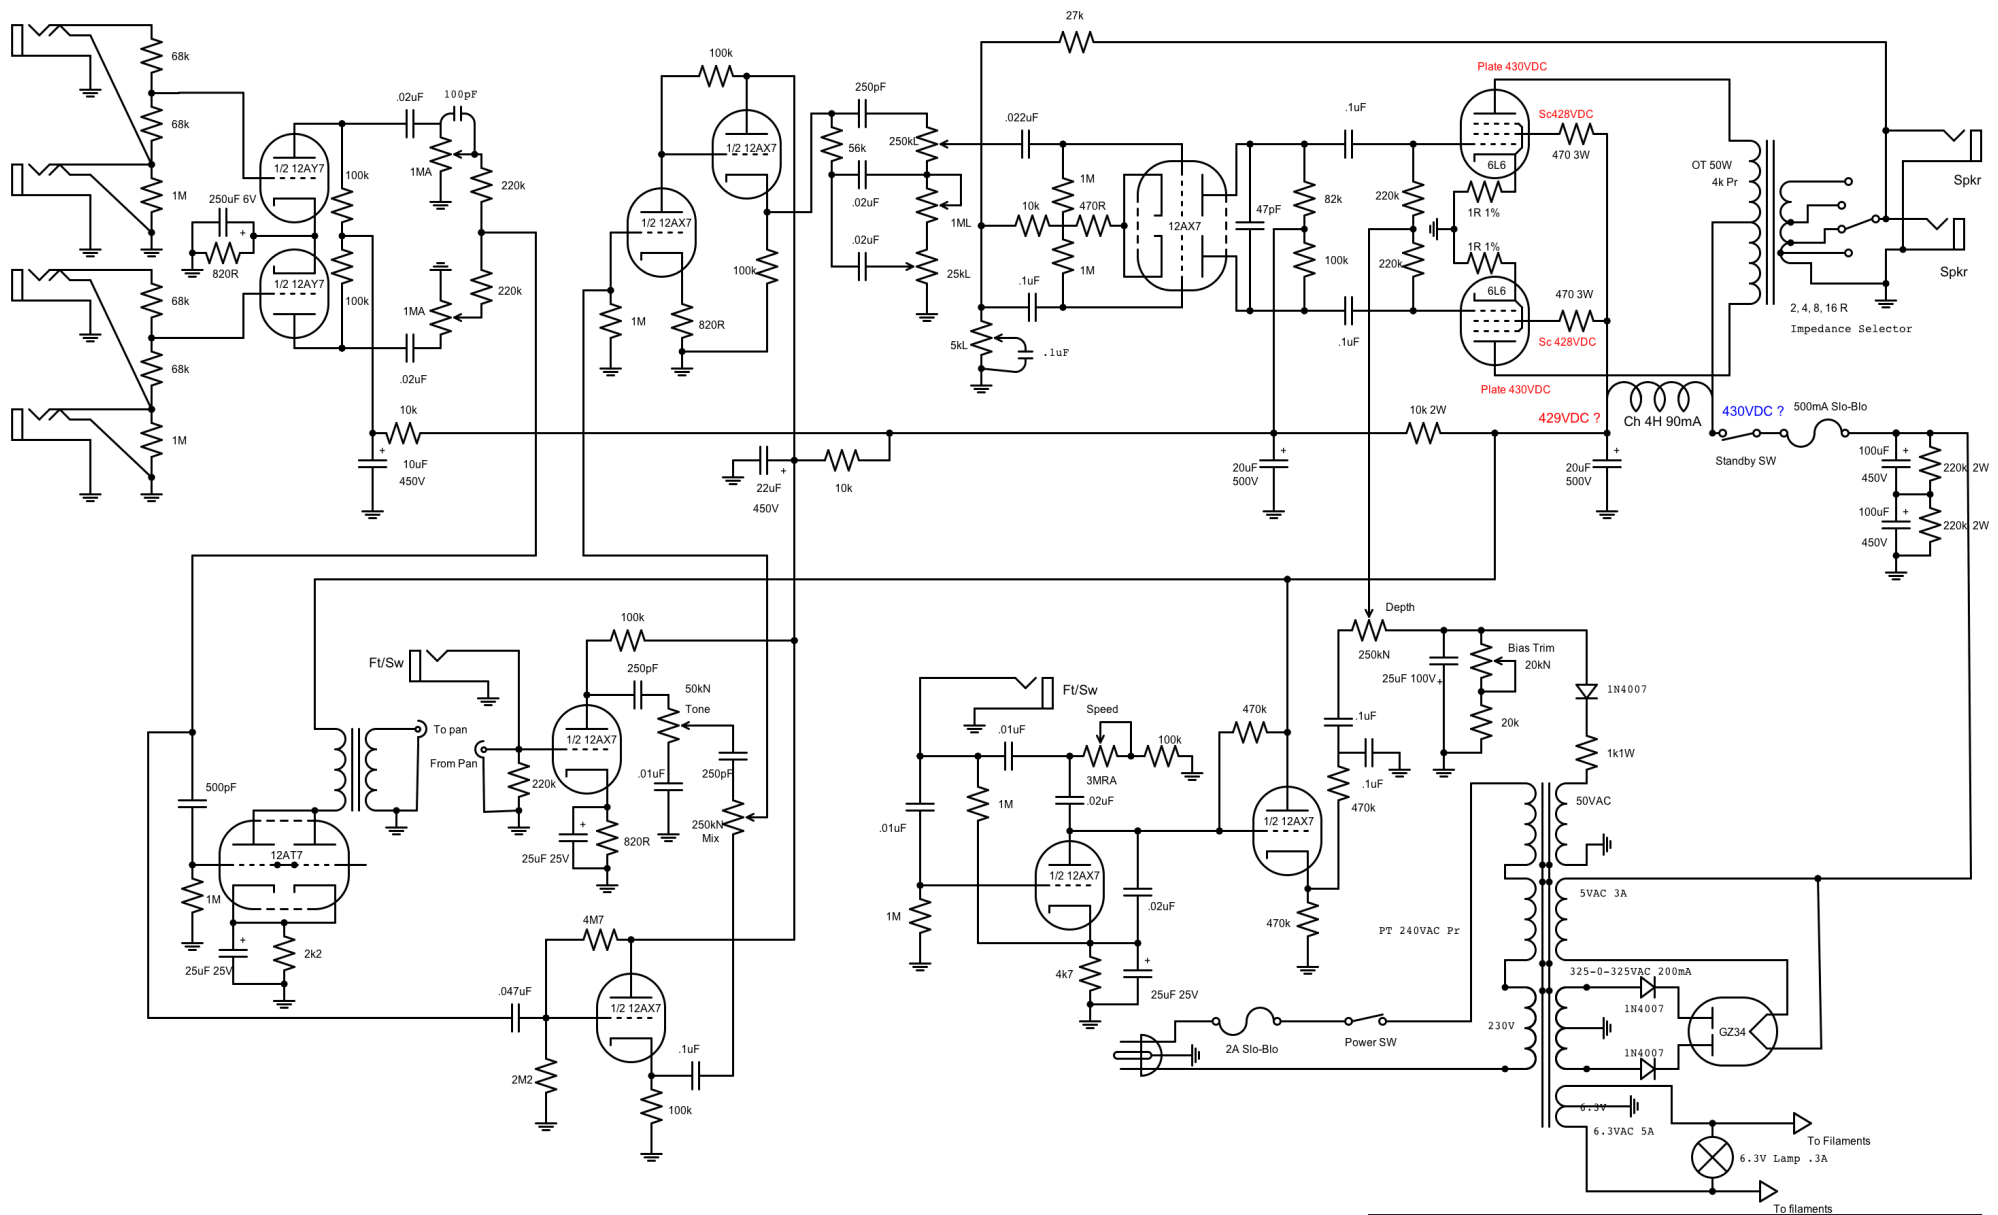 27k
Plate 430VDC
100k
68k
.02uF
100pF
250pF
.022uF
.1uF
Sc428VDC
68k
1/2 12AX7
56k
250kL
470 3W
OT 50W
4k Pr
1/2 12AY7
1MA
100k
220k
6L6
1M
1M
250uF 6V
.02uF
10k
470R
82k
220k
1R 1%
Spkr
1/2 12AX7
1ML
47pF
12AX7
1R 1%
820R
.02uF
100k
1M
100k
220k
Spkr
1/2 12AY7
25kL
6L6
68k
100k
220k
.1uF
470 3W
2, 4, 8, 16 R
1MA
1M
820R
Impedance Selector
5kL
.1uF
.1uF
Sc 428VDC
68k
.02uF
Plate 430VDC
10k
10k 2W
429VDC ?
Ch 4H 90mA
430VDC ?
500mA Slo-Blo
1M
Standby SW
100uF
450V
220k 2W
10uF
450V
22uF
450V
10k
20uF
500V
20uF
500V
100uF
450V
220k 2W
100k
Depth
Ft/Sw
250pF
50kN
Tone
250kN
Bias Trim
20kN
25uF 100V
+
1N4007
Ft/Sw
Speed
470k
.1uF
20k
To pan
1/2 12AX7
.01uF
100k
1k1W
From Pan
.01uF
250pF
3MRA
.1uF
220k
500pF
1M
.02uF
470k
50VAC
250kN
Mix
.01uF
1/2 12AX7
820R
12AT7
25uF 25V
1/2 12AX7
5VAC 3A
1M
1M
.02uF
4M7
470k
PT 240VAC Pr
2k2
25uF 25V
4k7
325-0-325VAC 200mA
.047uF
25uF 25V
1/2 12AX7
1N4007
230V
GZ34
.1uF
2A Slo-Blo
Power SW
1N4007
2M2
100k
6.3V
6.3VAC 5A
To Filaments
6.3V Lamp .3A
To filaments